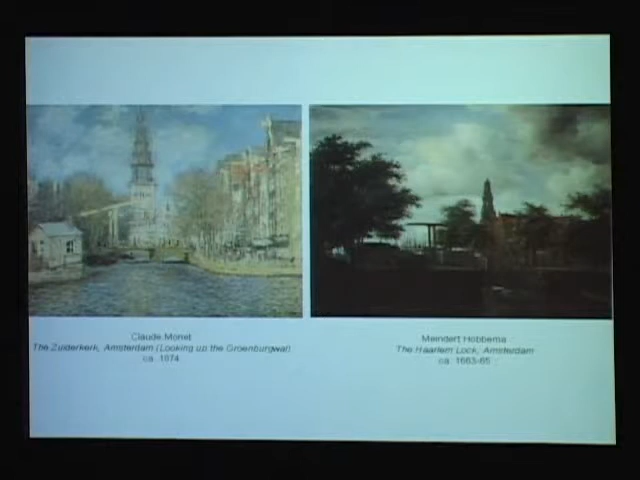 Claude Monet
The Zuiderkerk, Amsterdam (Looking up the Groenburgwal)
ca. 1874
Meindert Hobbema
The Haarlem Lock, Amsterdam
ca. 1663-65